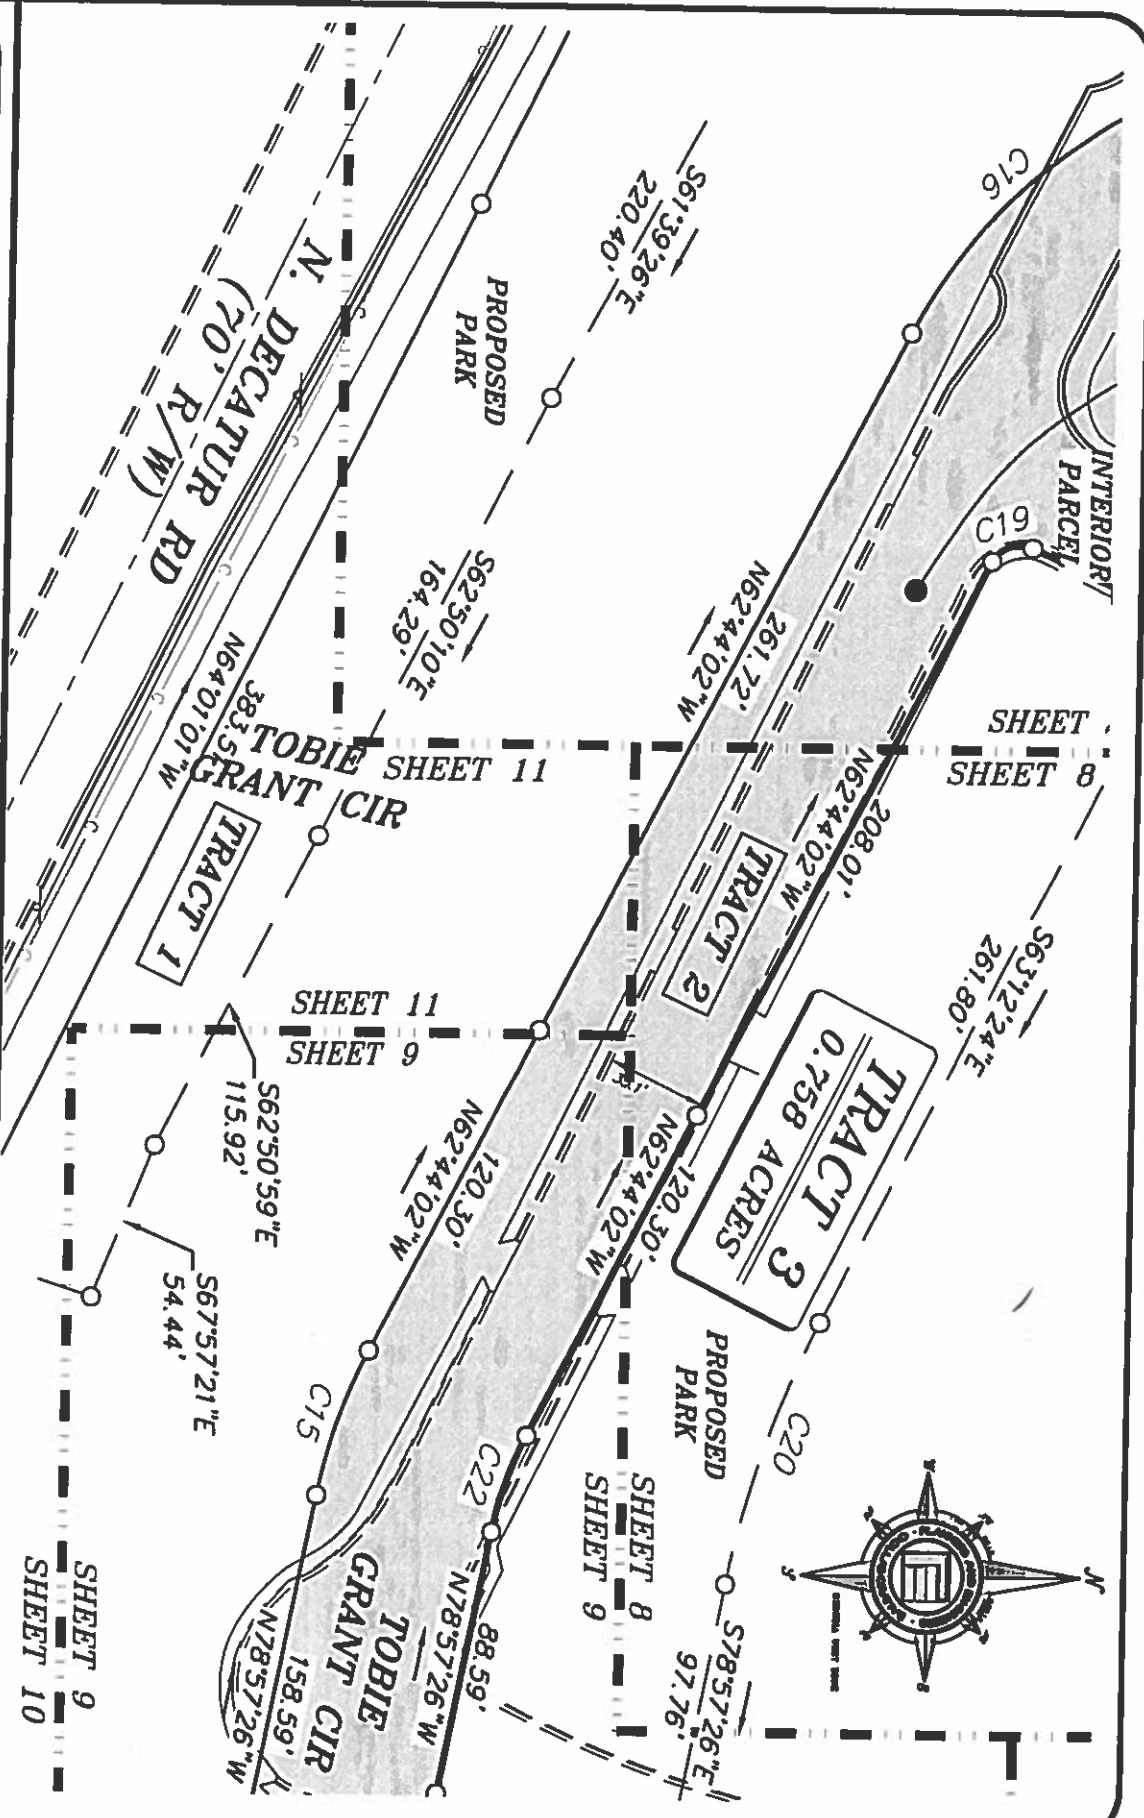 C16
INTERIOR
PARCEL
C19
S61°39'26"E
220.40'
PROPOSED
PARK
N. DECATUR RD
(70' R/W)
S62°50'10"E
164.29'
N62°44'02"W
261.72'
N64°01'01"W
TOBIE
GRANT CIR
TRACT 1
SHEET 11
SHEET
SHEET 8
N62°44'02"W
208.01'
TRACT 2
S63°12'24"E
261.80'
TRACT 3
0.758 ACRES
SHEET 11
SHEET 9
S62°50'59"E
115.92'
S67°57'21"E
54.44'
N62°44'02"W
120.30'
N62°44'02"W
120.30'
PROPOSED
PARK
C20
C15
C22
SHEET 8
SHEET 9
N
S78°57'26"E
97.76'
N78°57'26"W
88.59'
TOBIE
GRANT CIR
N78°57'26"W
158.59'
SHEET 9
SHEET 10